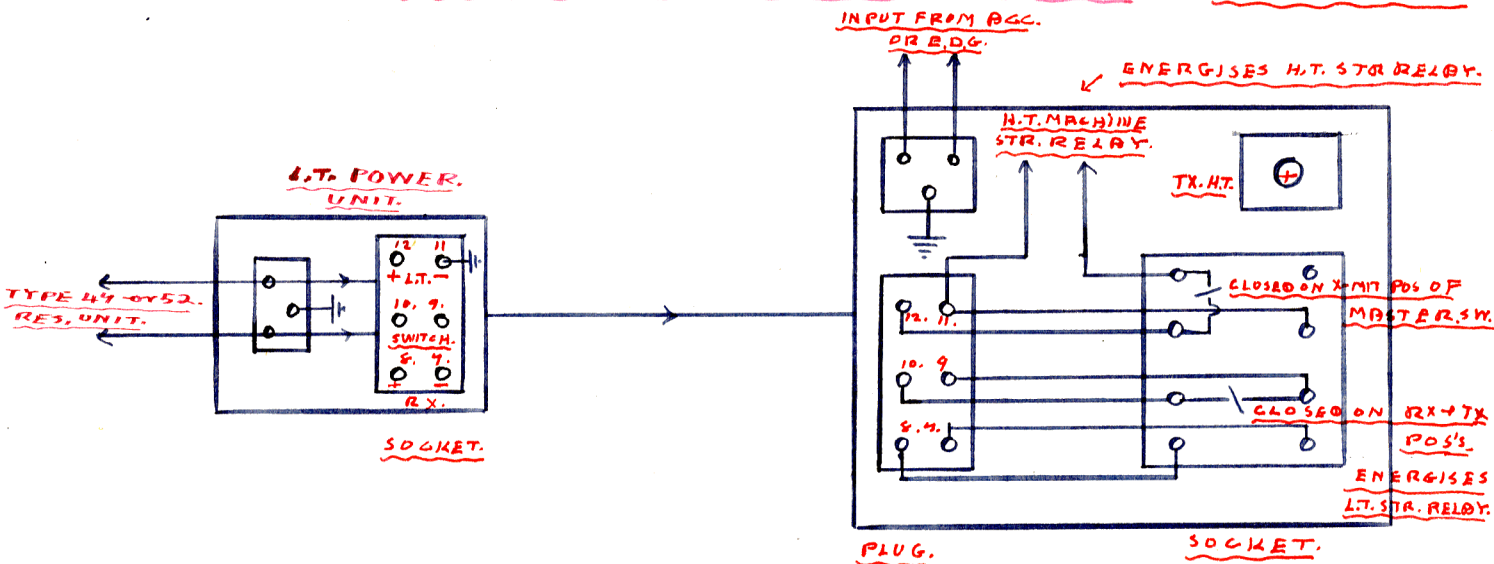 INPUT FROM AGC.
OR E.D.G.
ENERGISES H.T. STR RELAY.
H.T. MACHINE
STR. RELAY.
TX. H.T.
L.T. POWER.
UNIT.
12 11
+ L.T. -
10. 9.
SWITCH.
8. 7.
+ -
RX.
TYPE 47 or 52.
RES. UNIT.
SOCKET.
CLOSED ON X-MIT POS OF
MASTER. SW.
12. 11.
10. 9
8. 7.
CLOSED ON RX + TX
POS'S.
ENERGISES
L.T. STR. RELAY.
PLUG.
SOCKET.
+